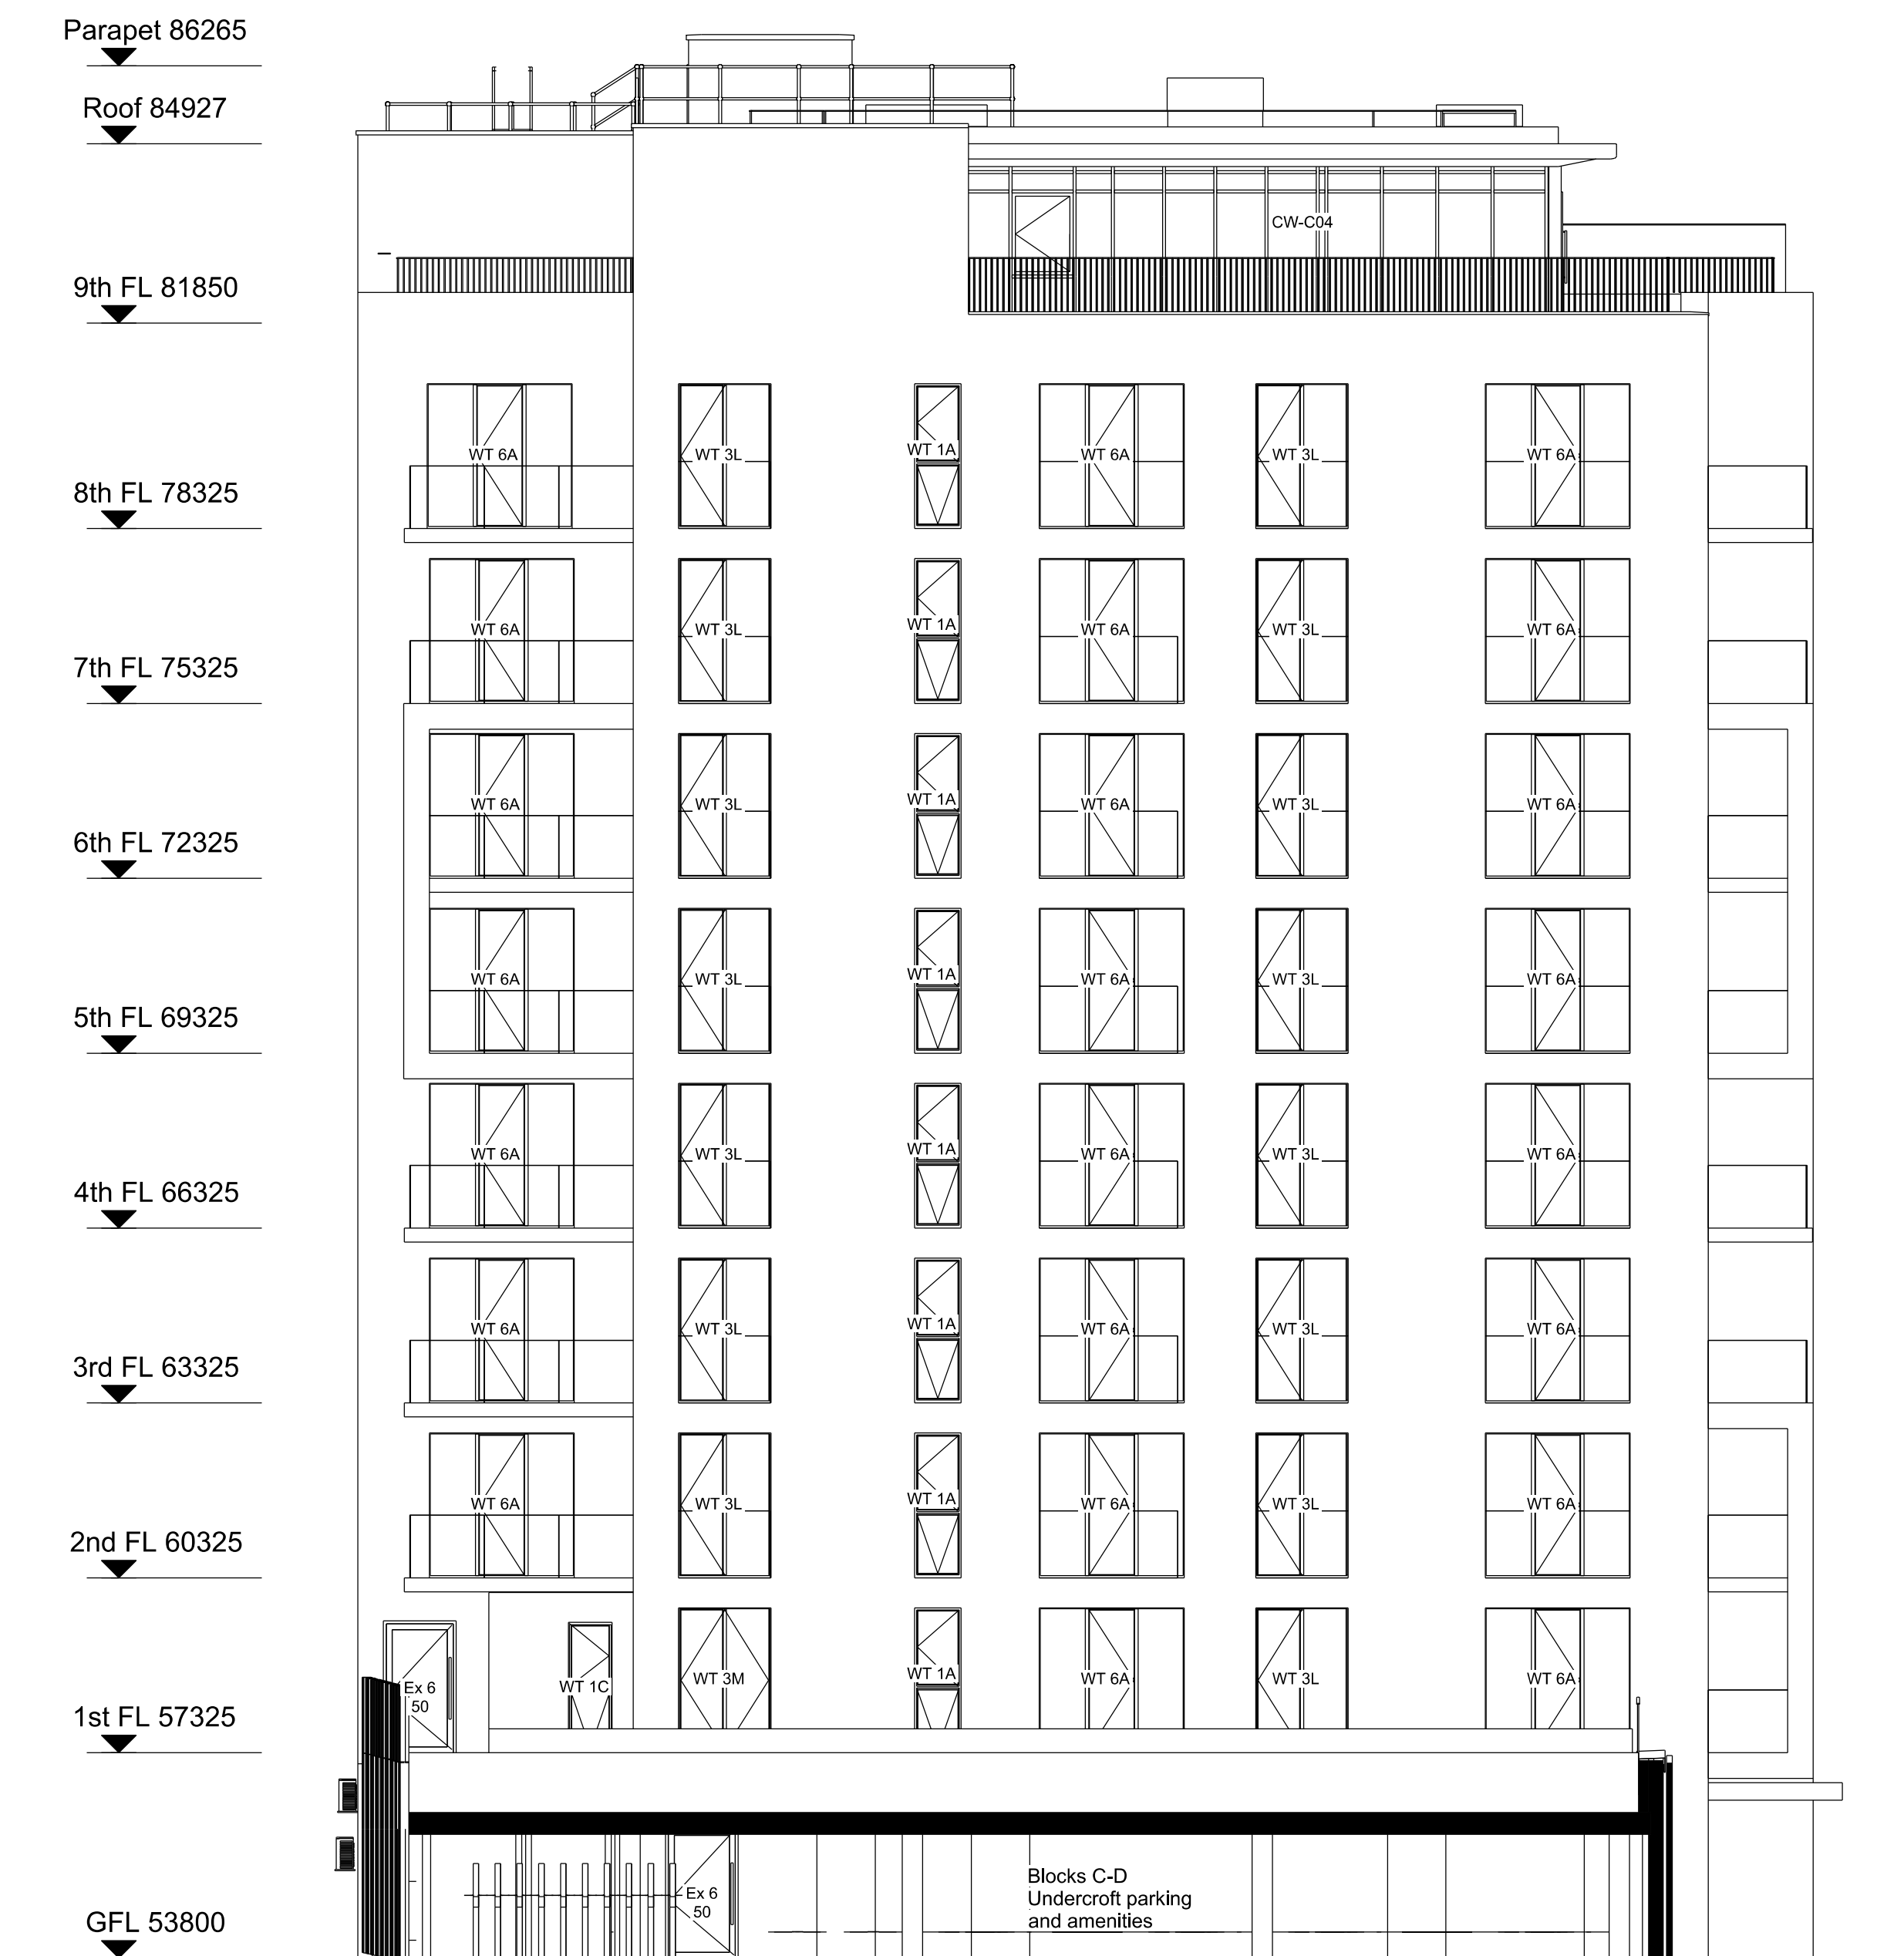 Parapet 86265
Roof 84927
CW-C04
9th FL 81850
WT 6A WT 3L WT 1A WT 6A WT 3L WT 6A
8th FL 78325
WT 6A WT 3L WT 1A WT 6A WT 3L WT 6A
7th FL 75325
WT 6A WT 3L WT 1A WT 6A WT 3L WT 6A
6th FL 72325
WT 6A WT 3L WT 1A WT 6A WT 3L WT 6A
5th FL 69325
WT 6A WT 3L WT 1A WT 6A WT 3L WT 6A
4th FL 66325
WT 6A WT 3L WT 1A WT 6A WT 3L WT 6A
3rd FL 63325
WT 6A WT 3L WT 1A WT 6A WT 3L WT 6A
2nd FL 60325
Ex 6
50
WT 1C WT 3M WT 1A WT 6A WT 3L WT 6A
1st FL 57325
Ex 6
50
Blocks C-D
Undercroft parking
and amenities
GFL 53800